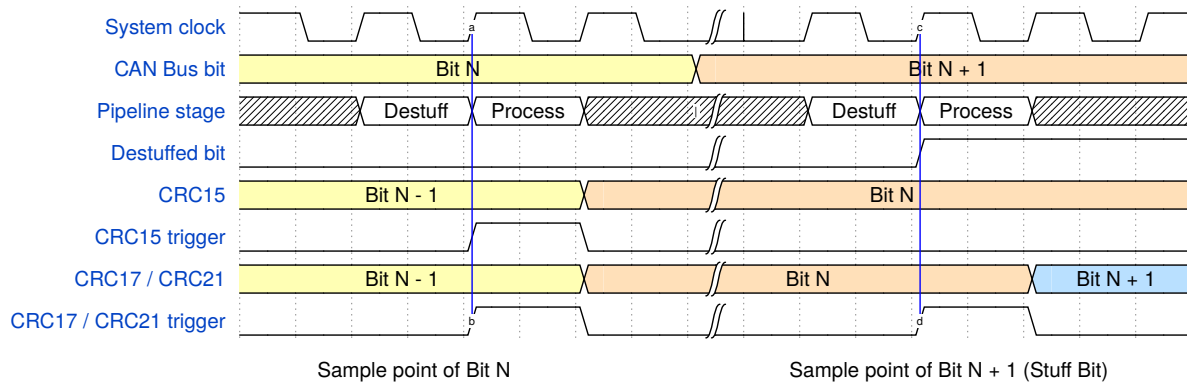 System clock a c
CAN Bus bit Bit N Bit N + 1
Pipeline stage Destuff Process Destuff Process
Destuffed bit
CRC15 Bit N - 1 Bit N
CRC15 trigger
CRC17 / CRC21 Bit N - 1 Bit N Bit N + 1
CRC17 / CRC21 trigger b d
Sample point of Bit N Sample point of Bit N + 1 (Stuff Bit)